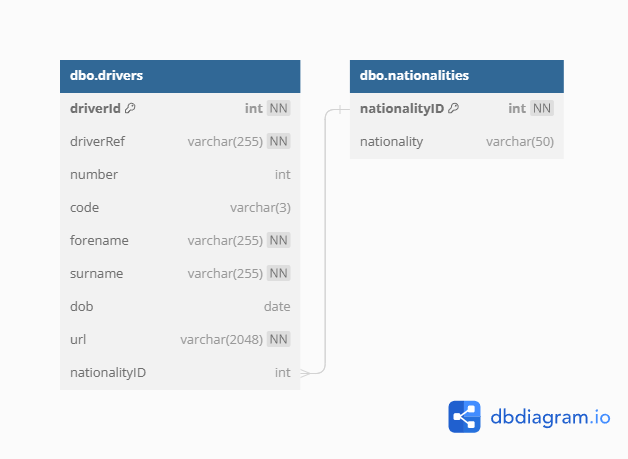 dbo.drivers
driverId int NN
driverRef varchar(255) NN
number int
code varchar(3)
forename varchar(255) NN
surname varchar(255) NN
dob date
url varchar(2048) NN
nationalityID int
dbo.nationalities
nationalityID int NN
nationality varchar(50)
dbdiagram.io